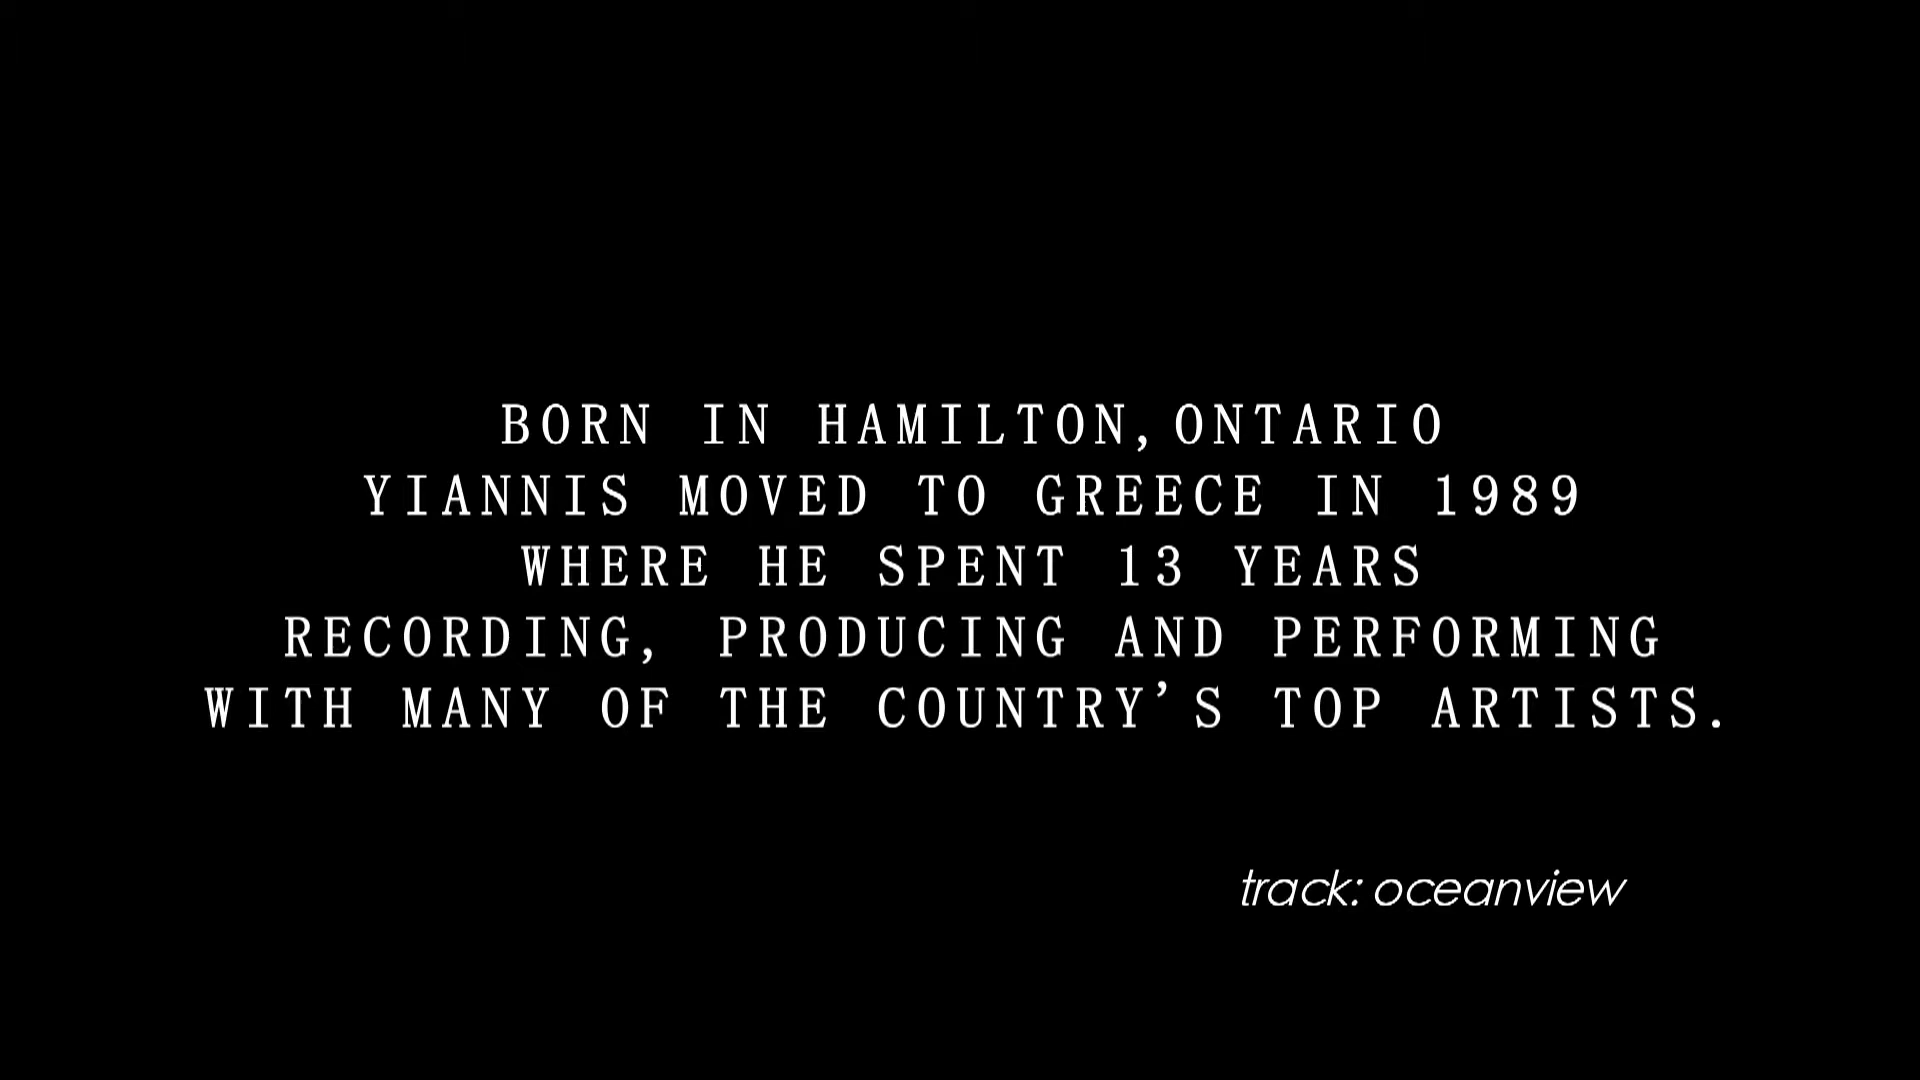 BORN IN HAMILTON,ONTARIO
YIANNIS MOVED TO GREECE IN 1989
WHERE HE SPENT 13 YEARS
RECORDING, PRODUCING AND PERFORMING
WITH MANY OF THE COUNTRY’S TOP ARTISTS.
track: oceanview